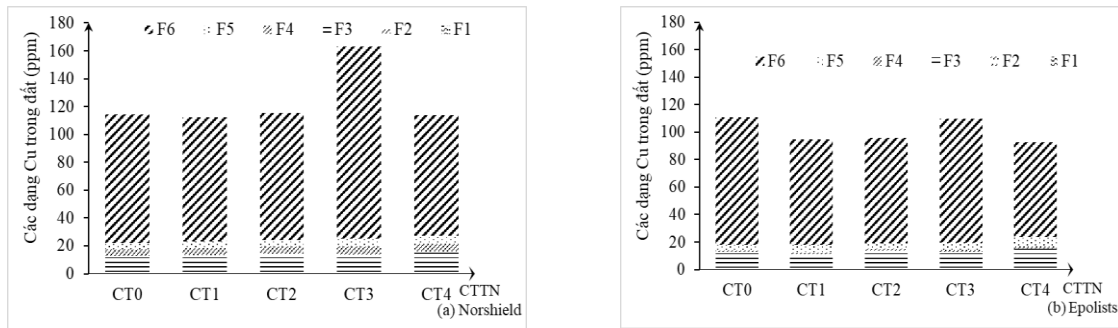 Các dạng Cu trong đất (ppm)
180
160
140
120
100
80
60
40
20
0
F6 F5 F4 F3 F2 F1
CT0 CT1 CT2 CT3 CT4 CTTN
(a) Norshield
Các dạng Cu trong đất (ppm)
180
160
140
120
100
80
60
40
20
0
F6 F5 F4 F3 F2 F1
CT0 CT1 CT2 CT3 CT4 CTTN
(b) Epolists